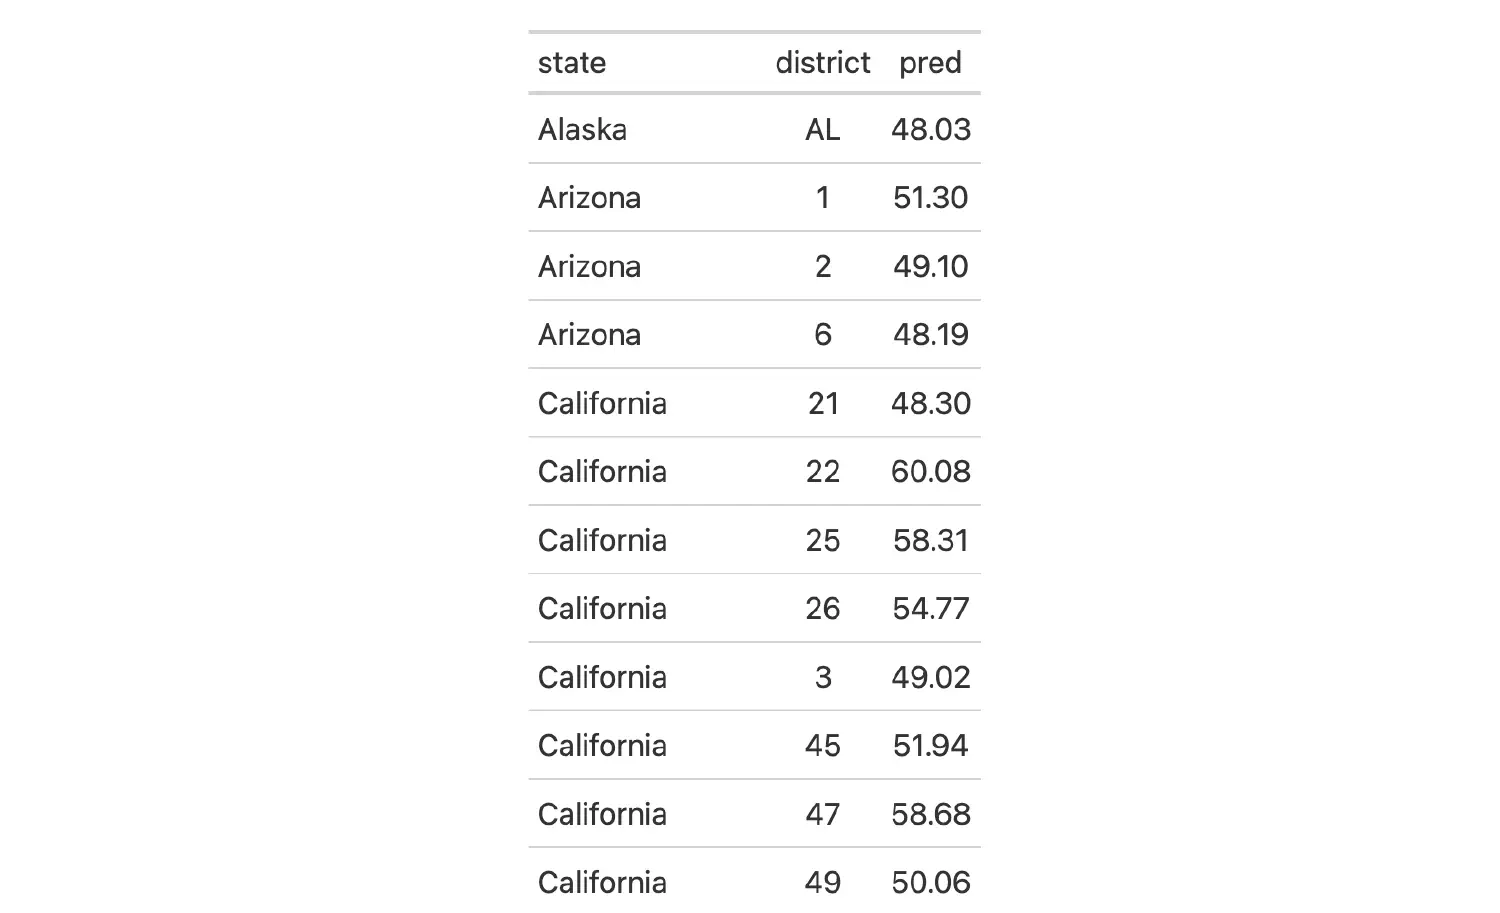 state district pred
Alaska AL 48.03
Arizona 1 51.30
Arizona 2 49.10
Arizona 6 48.19
California 21 48.30
California 22 60.08
California 25 58.31
California 26 54.77
California 3 49.02
California 45 51.94
California 47 58.68
California 49 50.06